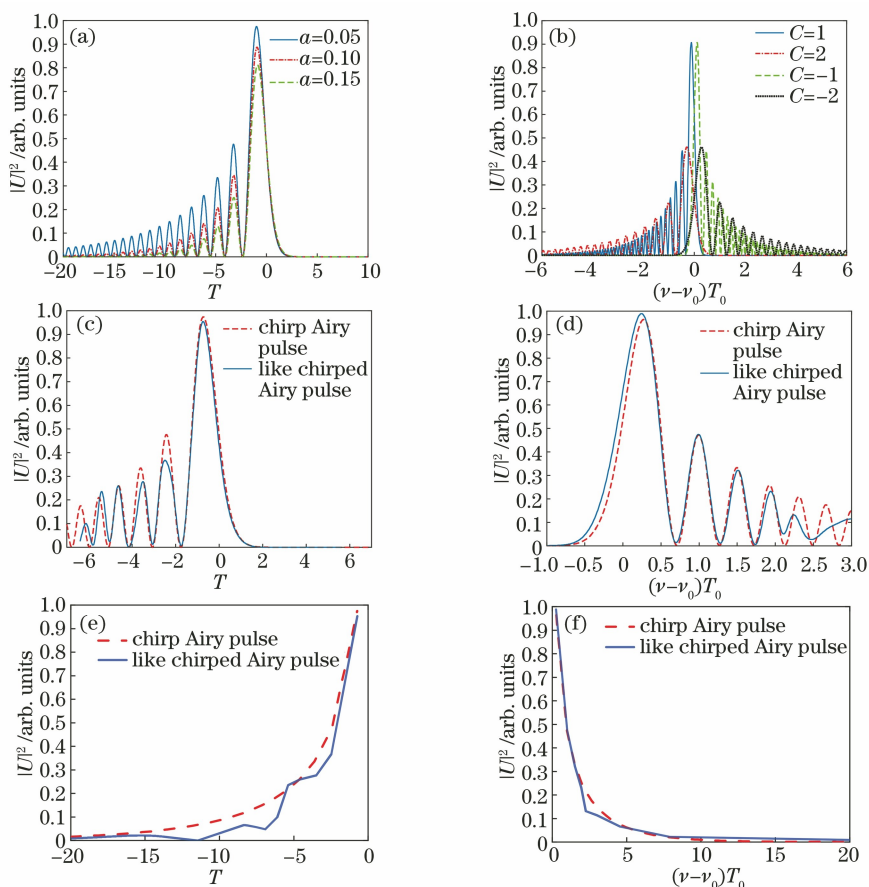 (a)
a=0.05
a=0.10
a=0.15
|U|²/arb. units
1.0
0.9
0.8
0.7
0.6
0.5
0.4
0.3
0.2
0.1
0
−20 −15 −10 −5 0 5 10
T
(b)
C=1
C=2
C=−1
C=−2
|U|²/arb. units
1.0
0.9
0.8
0.7
0.6
0.5
0.4
0.3
0.2
0.1
0
−6 −4 −2 0 2 4 6
(ν−ν₀)T₀
(c)
chirp Airy
pulse
like chirped
Airy pulse
|U|²/arb. units
1.0
0.9
0.8
0.7
0.6
0.5
0.4
0.3
0.2
0.1
0
−6 −4 −2 0 2 4 6
T
(d)
chirp Airy
pulse
like chirped
Airy pulse
|U|²/arb. units
1.0
0.9
0.8
0.7
0.6
0.5
0.4
0.3
0.2
0.1
0
−1.0 −0.5 0 0.5 1.0 1.5 2.0 2.5 3.0
(ν−ν₀)T₀
(e)
chirp Airy pulse
like chirped Airy pulse
|U|²/arb. units
1.0
0.9
0.8
0.7
0.6
0.5
0.4
0.3
0.2
0.1
0
−20 −15 −10 −5 0
T
(f)
chirp Airy pulse
like chirped Airy pulse
|U|²/arb. units
1.0
0.9
0.8
0.7
0.6
0.5
0.4
0.3
0.2
0.1
0
0 5 10 15 20
(ν−ν₀)T₀